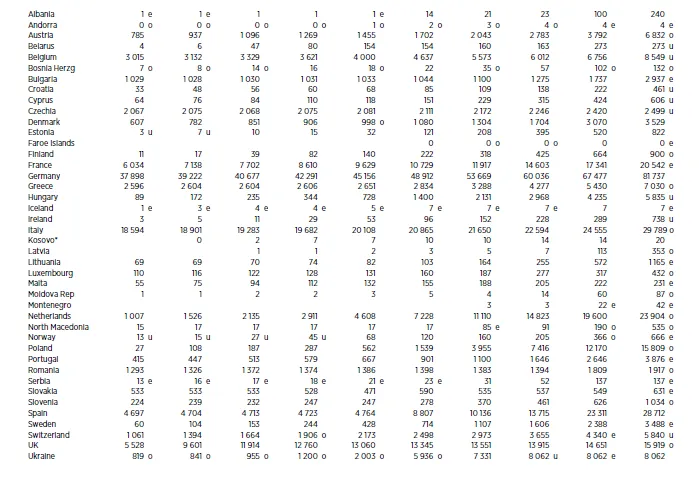 Albania 1 e 1 e 1 1 1 e 14 21 23 100 240
Andorra 0 o 0 o 0 o 0 o 1 o 2 o 3 o 4 o 4 e 4 e
Austria 785 937 1 096 1 269 1 455 1 702 2 043 2 783 3 792 6 832 o
Belarus 4 6 47 80 154 154 160 163 273 273 u
Belgium 3 015 3 132 3 329 3 621 4 000 4 637 5 573 6 012 6 756 8 549 u
Bosnia Herzg 7 o 8 o 14 o 16 18 o 22 35 o 57 102 o 132 o
Bulgaria 1 029 1 028 1 030 1 031 1 033 1 044 1 100 1 275 1 737 2 937 e
Croatia 33 48 56 60 68 85 109 138 222 461 u
Cyprus 64 76 84 110 118 151 229 315 424 606 u
Czechia 2 067 2 075 2 068 2 075 2 081 2 111 2 172 2 246 2 420 2 499 u
Denmark 607 782 851 906 998 o 1 080 1 304 1 704 3 070 3 529
Estonia 3 u 7 u 10 15 32 121 208 395 520 822
Faroe Islands 0 0 o 0 o 0 0 e
Finland 11 17 39 82 140 222 318 425 664 900 o
France 6 034 7 138 7 702 8 610 9 629 10 729 11 917 14 603 17 341 20 542 e
Germany 37 898 39 222 40 677 42 291 45 156 48 912 53 669 60 036 67 477 81 737
Greece 2 596 2 604 2 604 2 606 2 651 2 834 3 288 4 277 5 430 7 030 o
Hungary 89 172 235 344 728 1 400 2 131 2 968 4 235 5 835 u
Iceland 1 e 3 e 4 e 4 e 5 e 7 e 7 e 7 e 7 7 e
Ireland 3 5 11 29 53 96 152 228 289 738 u
Italy 18 594 18 901 19 283 19 682 20 108 20 865 21 650 22 594 24 555 29 789 o
Kosovo* 0 2 7 7 10 10 14 14 20
Latvia 1 1 2 3 5 7 13 113 353 o
Lithuania 69 69 70 74 82 103 164 255 572 1 165 e
Luxembourg 110 116 122 128 131 160 187 277 317 432 o
Malta 55 75 94 112 132 155 188 205 222 231 e
Moldova Rep 1 1 2 2 3 5 4 14 60 87 o
Montenegro 3 3 22 e 42 e
Netherlands 1 007 1 526 2 135 2 911 4 608 7 228 11 110 14 823 19 600 23 904 o
North Macedonia 15 17 17 17 17 17 85 e 91 190 o 535 o
Norway 13 u 15 u 27 u 45 u 68 120 160 205 366 o 666 e
Poland 27 108 187 287 562 1 539 3 955 7 416 12 170 15 809 o
Portugal 415 447 513 579 667 901 1 100 1 646 2 646 3 876 e
Romania 1 293 1 326 1 372 1 374 1 386 1 398 1 383 1 394 1 809 1 917 o
Serbia 13 e 16 e 17 e 18 e 21 e 23 e 31 52 137 137 e
Slovakia 533 533 533 528 471 590 535 537 549 631 e
Slovenia 224 239 232 247 247 278 370 461 626 1 034 o
Spain 4 697 4 704 4 713 4 723 4 764 8 807 10 136 13 715 23 311 28 712
Sweden 60 104 153 244 428 714 1 107 1 606 2 388 3 488 e
Switzerland 1 061 1 394 1 664 1 906 o 2 173 2 498 2 973 3 655 4 340 e 5 840 u
UK 5 528 9 601 11 914 12 760 13 060 13 345 13 551 13 915 14 651 15 919 o
Ukraine 819 o 841 o 955 o 1 200 o 2 003 o 5 936 o 7 331 8 062 u 8 062 e 8 062